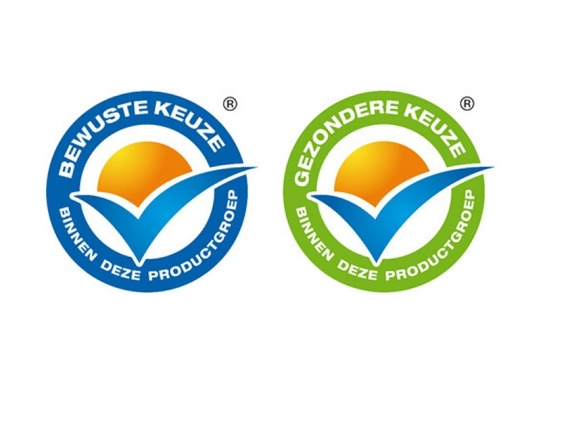 BEWUSTE KEUZE
BINNEN DEZE PRODUCTGROEP
®
GEZONDERE KEUZE
BINNEN DEZE PRODUCTGROEP
®